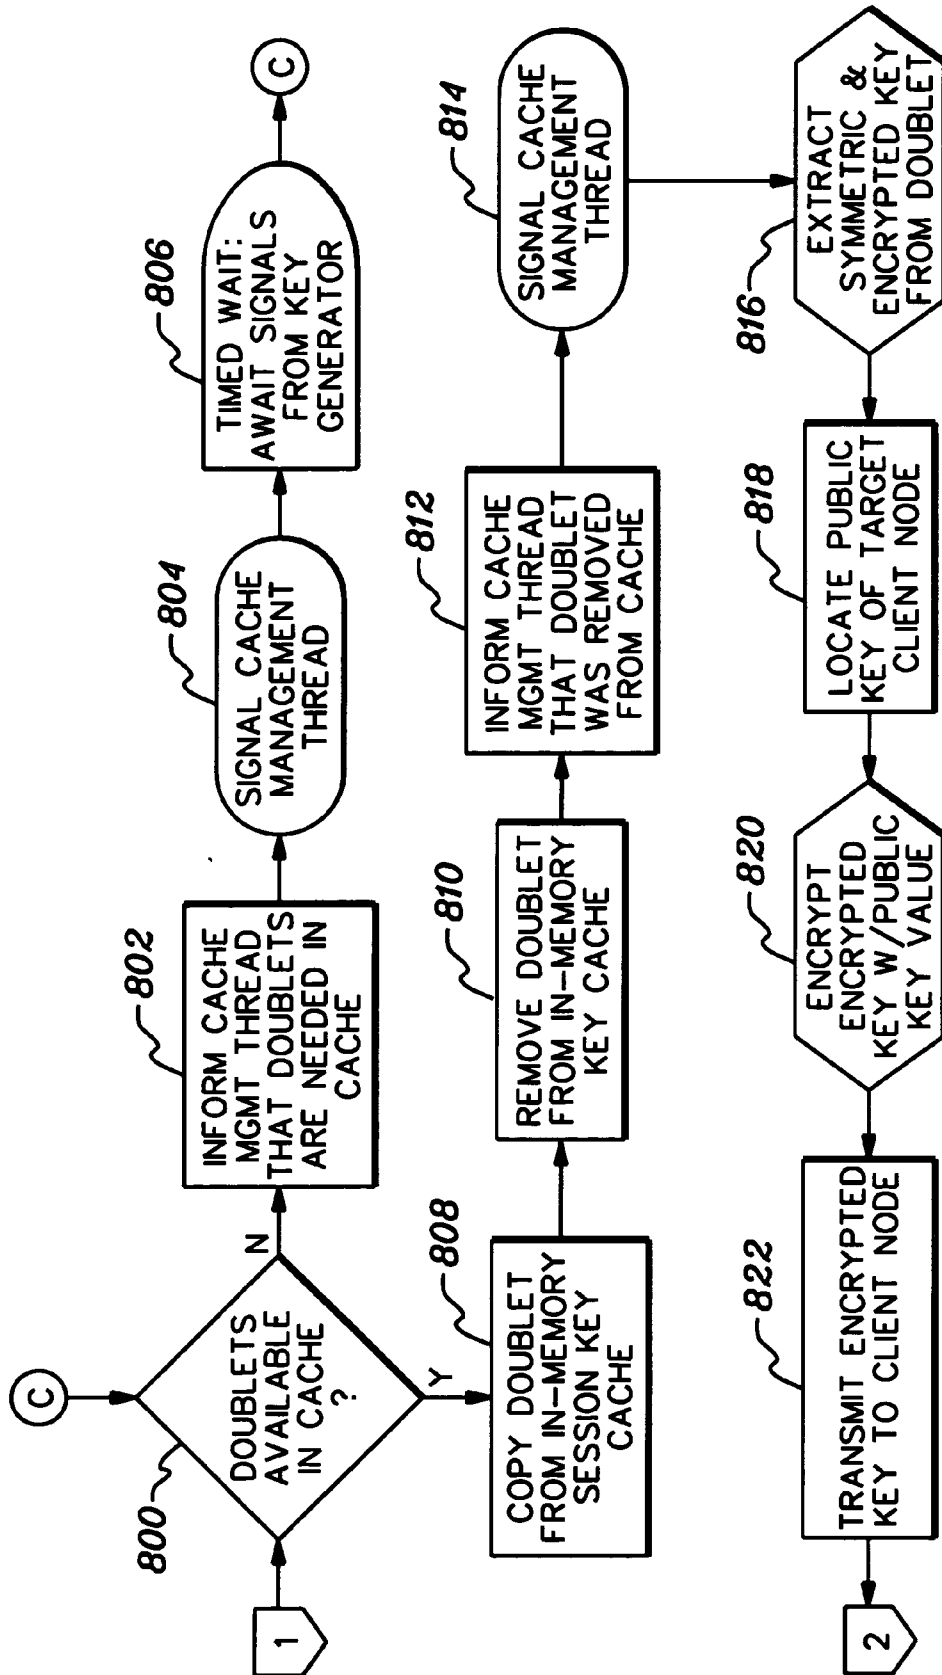 C
1
800
DOUBLETS
AVAILABLE
IN CACHE
?
N
Y
802
INFORM CACHE
MGMT THREAD
THAT DOUBLETS
ARE NEEDED IN
CACHE
804
SIGNAL CACHE
MANAGEMENT
THREAD
806
TIMED WAIT:
AWAIT SIGNALS
FROM KEY
GENERATOR
C
808
COPY DOUBLET
FROM IN-MEMORY
SESSION KEY
CACHE
810
REMOVE DOUBLET
FROM IN-MEMORY
KEY CACHE
812
INFORM CACHE
MGMT THREAD
THAT DOUBLET
WAS REMOVED
FROM CACHE
814
SIGNAL CACHE
MANAGEMENT
THREAD
816
EXTRACT
SYMMETRIC &
ENCRYPTED KEY
FROM DOUBLET
818
LOCATE PUBLIC
KEY OF TARGET
CLIENT NODE
820
ENCRYPT
ENCRYPTED
KEY W/PUBLIC
KEY VALUE
822
TRANSMIT ENCRYPTED
KEY TO CLIENT NODE
2